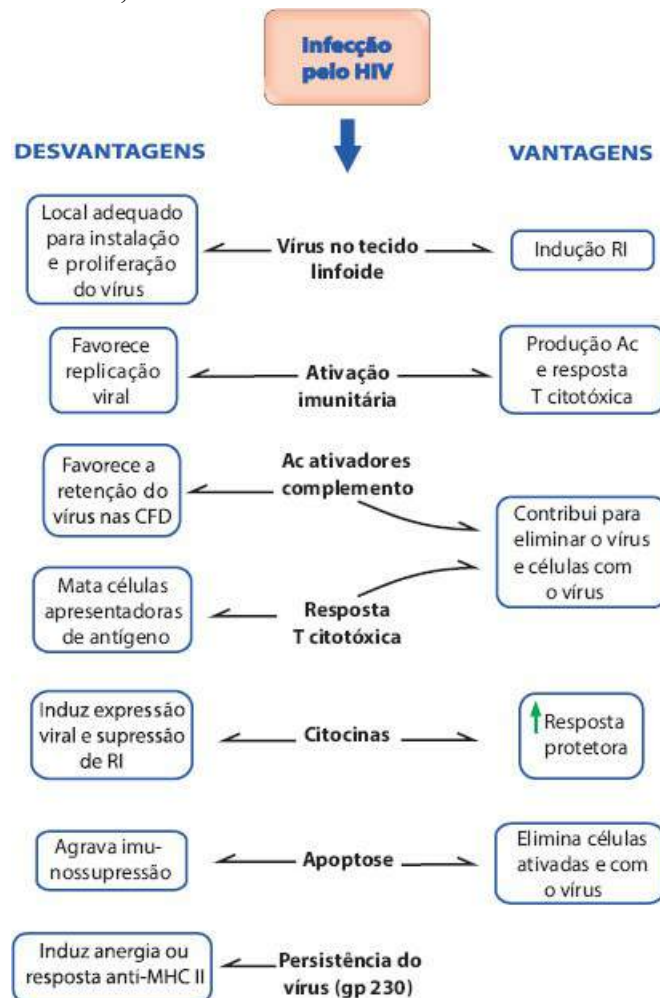 Infecção
pelo HIV
DESVANTAGENS
VANTAGENS
Local adequado
para instalação
e proliferação
do vírus
Vírus no tecido
linfoide
Indução RI
Favorece
replicação
viral
Ativação
imunitária
Produção Ac
e resposta
T citotóxica
Favorece a
retenção do
vírus nas CFD
Ac ativadores
complemento
Contribui para
eliminar o vírus
e células com
o vírus
Mata células
apresentadoras
de antígeno
Resposta
T citotóxica
Induz expressão
viral e supressão
de RI
Citocinas
Resposta
protetora
Agrava imu-
nossupressão
Apoptose
Elimina células
ativadas e com
o vírus
Induz anergia ou
resposta anti-MHC II
Persistência do
vírus (gp 230)